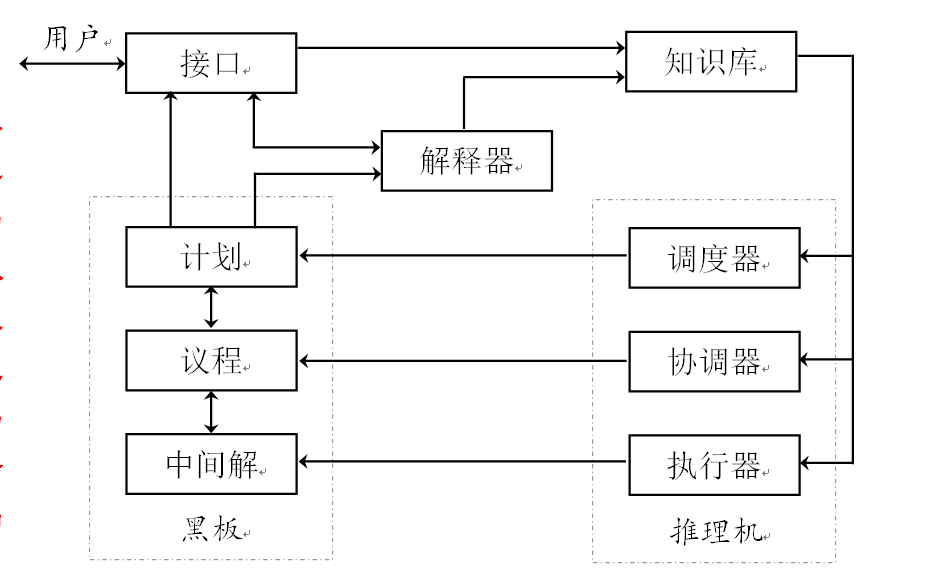 用户
接口
知识库
解释器
计划
调度器
议程
协调器
中间解
执行器
黑板
推理机